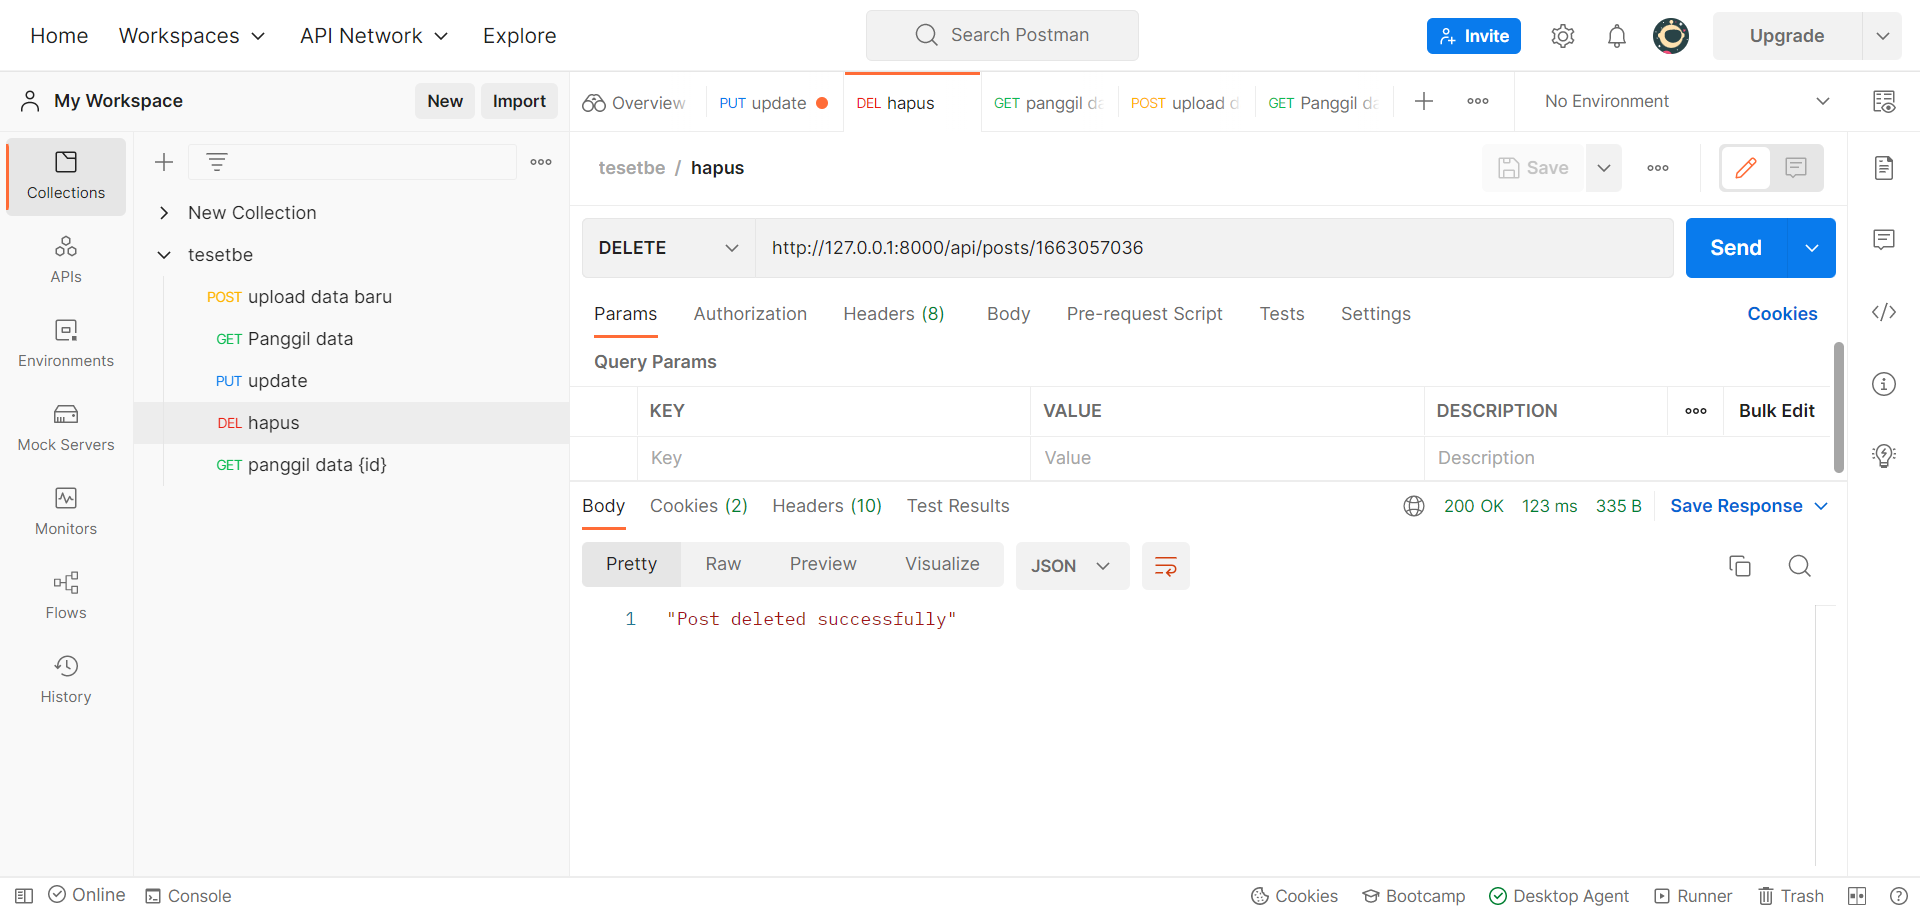 Home Workspaces API Network Explore Search Postman Invite Upgrade
My Workspace New Import
Overview PUT update DEL hapus GET panggil da POST upload d GET Panggil da No Environment
Collections
APIs
Environments
Mock Servers
Monitors
Flows
History
New Collection
tesetbe
POST upload data baru
GET Panggil data
PUT update
DEL hapus
GET panggil data {id}
tesetbe / hapus Save
DELETE http://127.0.0.1:8000/api/posts/1663057036 Send
Params Authorization Headers (8) Body Pre-request Script Tests Settings Cookies
Query Params
KEY VALUE DESCRIPTION Bulk Edit
Key Value Description
Body Cookies (2) Headers (10) Test Results 200 OK 123 ms 335 B Save Response
Pretty Raw Preview Visualize JSON
1 "Post deleted successfully"
Online Console Cookies Bootcamp Desktop Agent Runner Trash